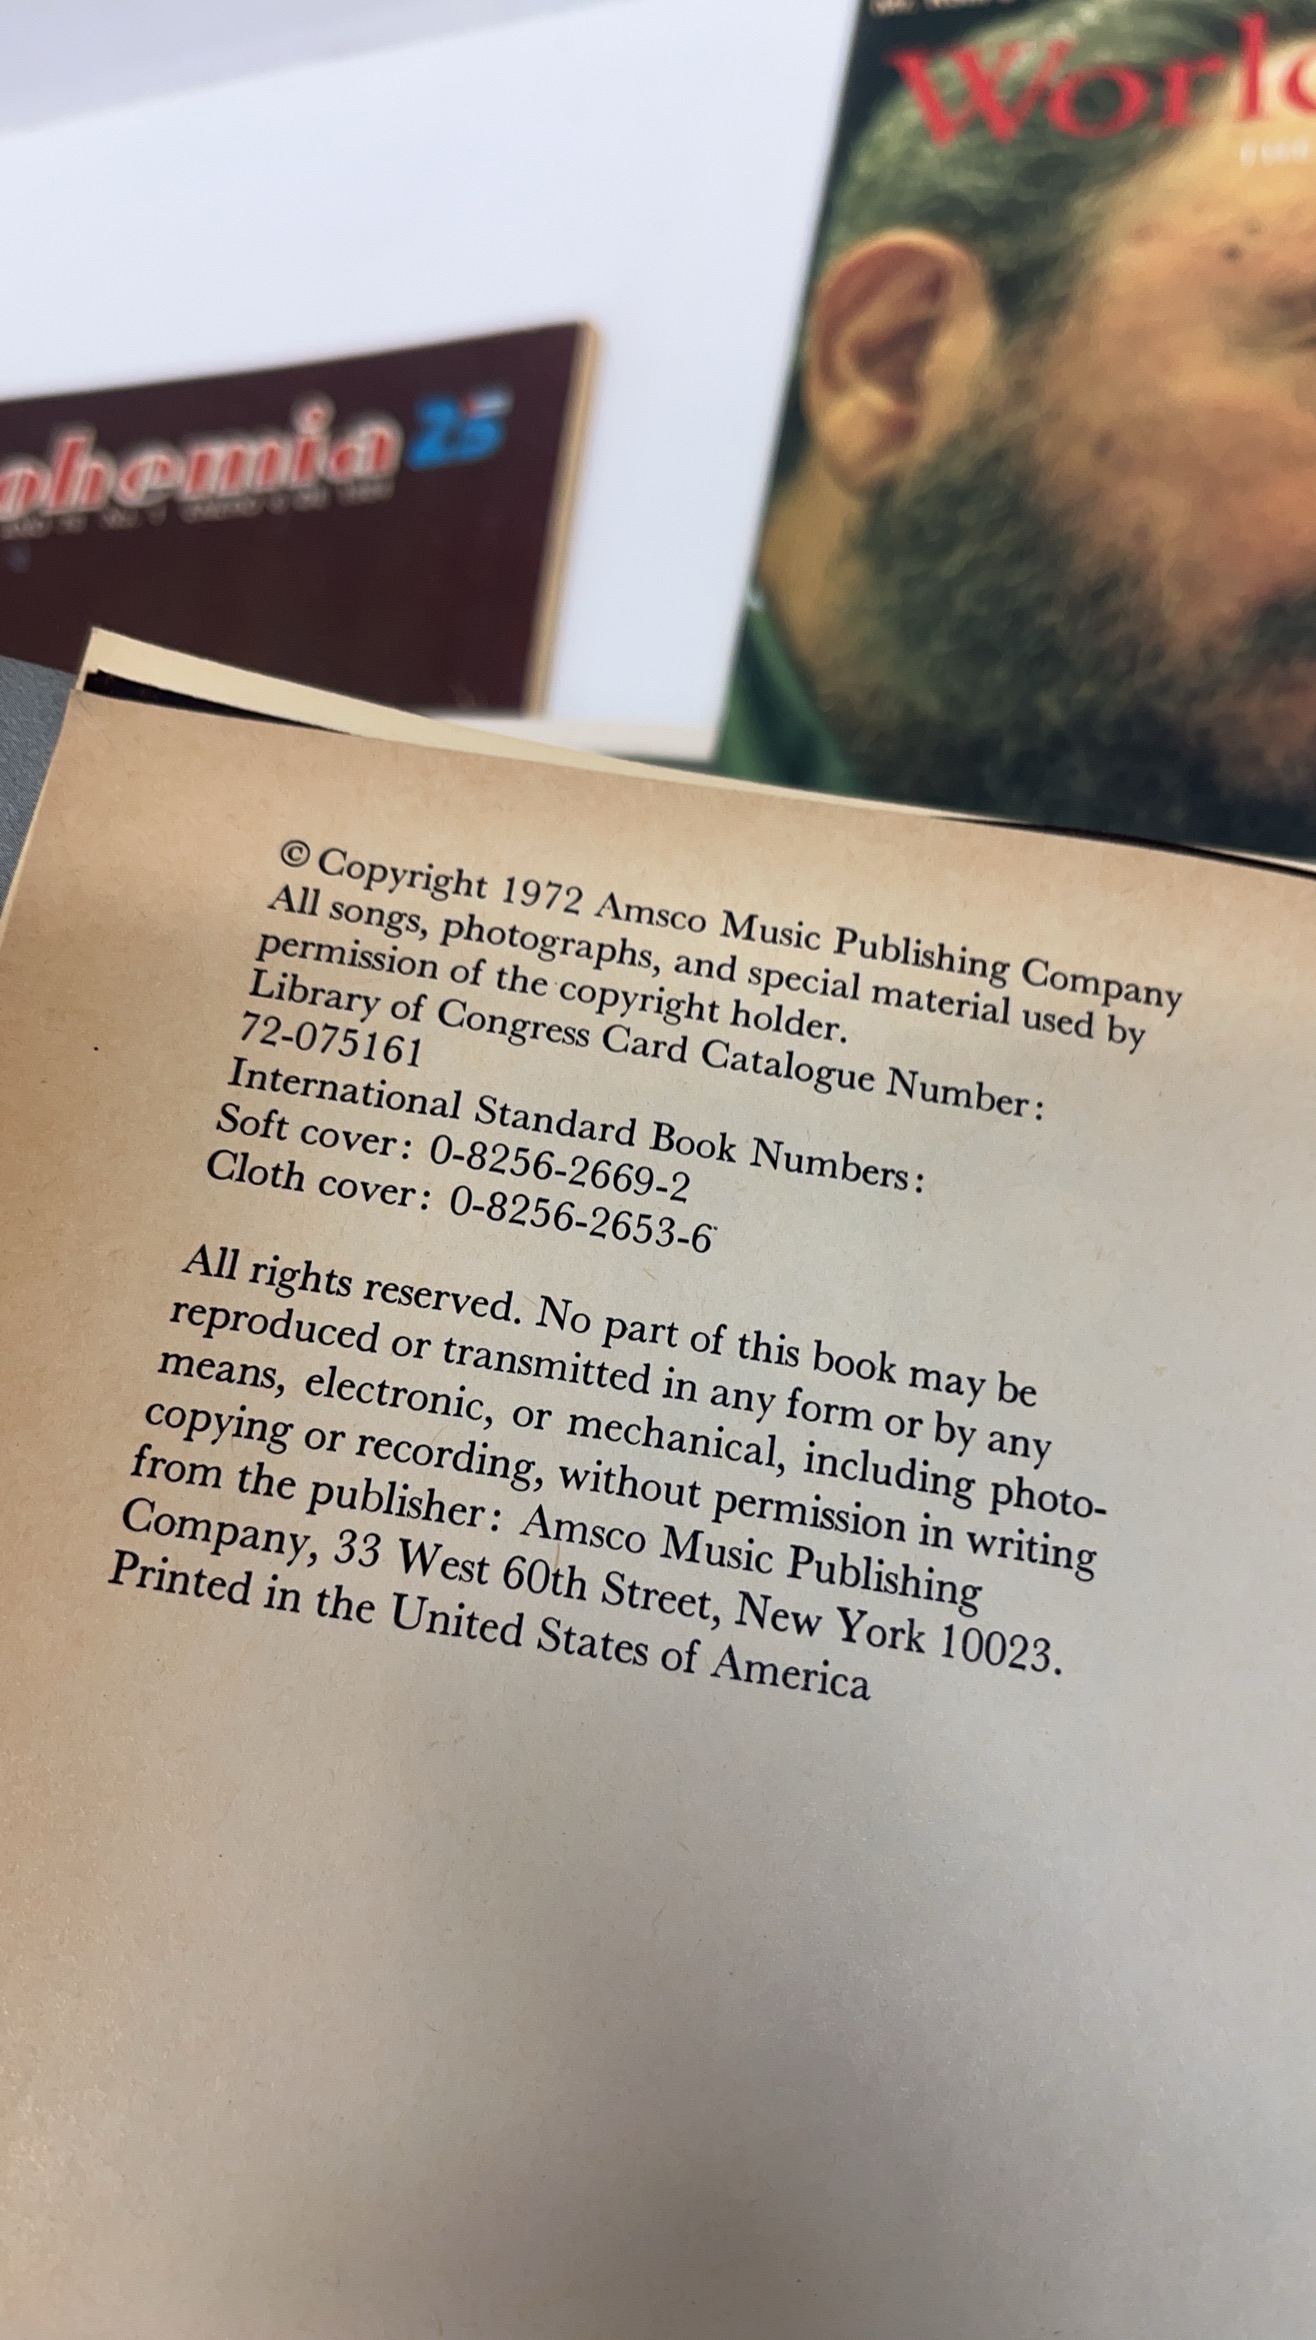 Worl
ohemia 25
© Copyright 1972 Amsco Music Publishing Company
All songs, photographs, and special material used by
permission of the copyright holder.
Library of Congress Card Catalogue Number:
72-075161
International Standard Book Numbers:
Soft cover: 0-8256-2669-2
Cloth cover: 0-8256-2653-6
All rights reserved. No part of this book may be
reproduced or transmitted in any form or by any
means, electronic, or mechanical, including photo-
copying or recording, without permission in writing
from the publisher: Amsco Music Publishing
Company, 33 West 60th Street, New York 10023.
Printed in the United States of America